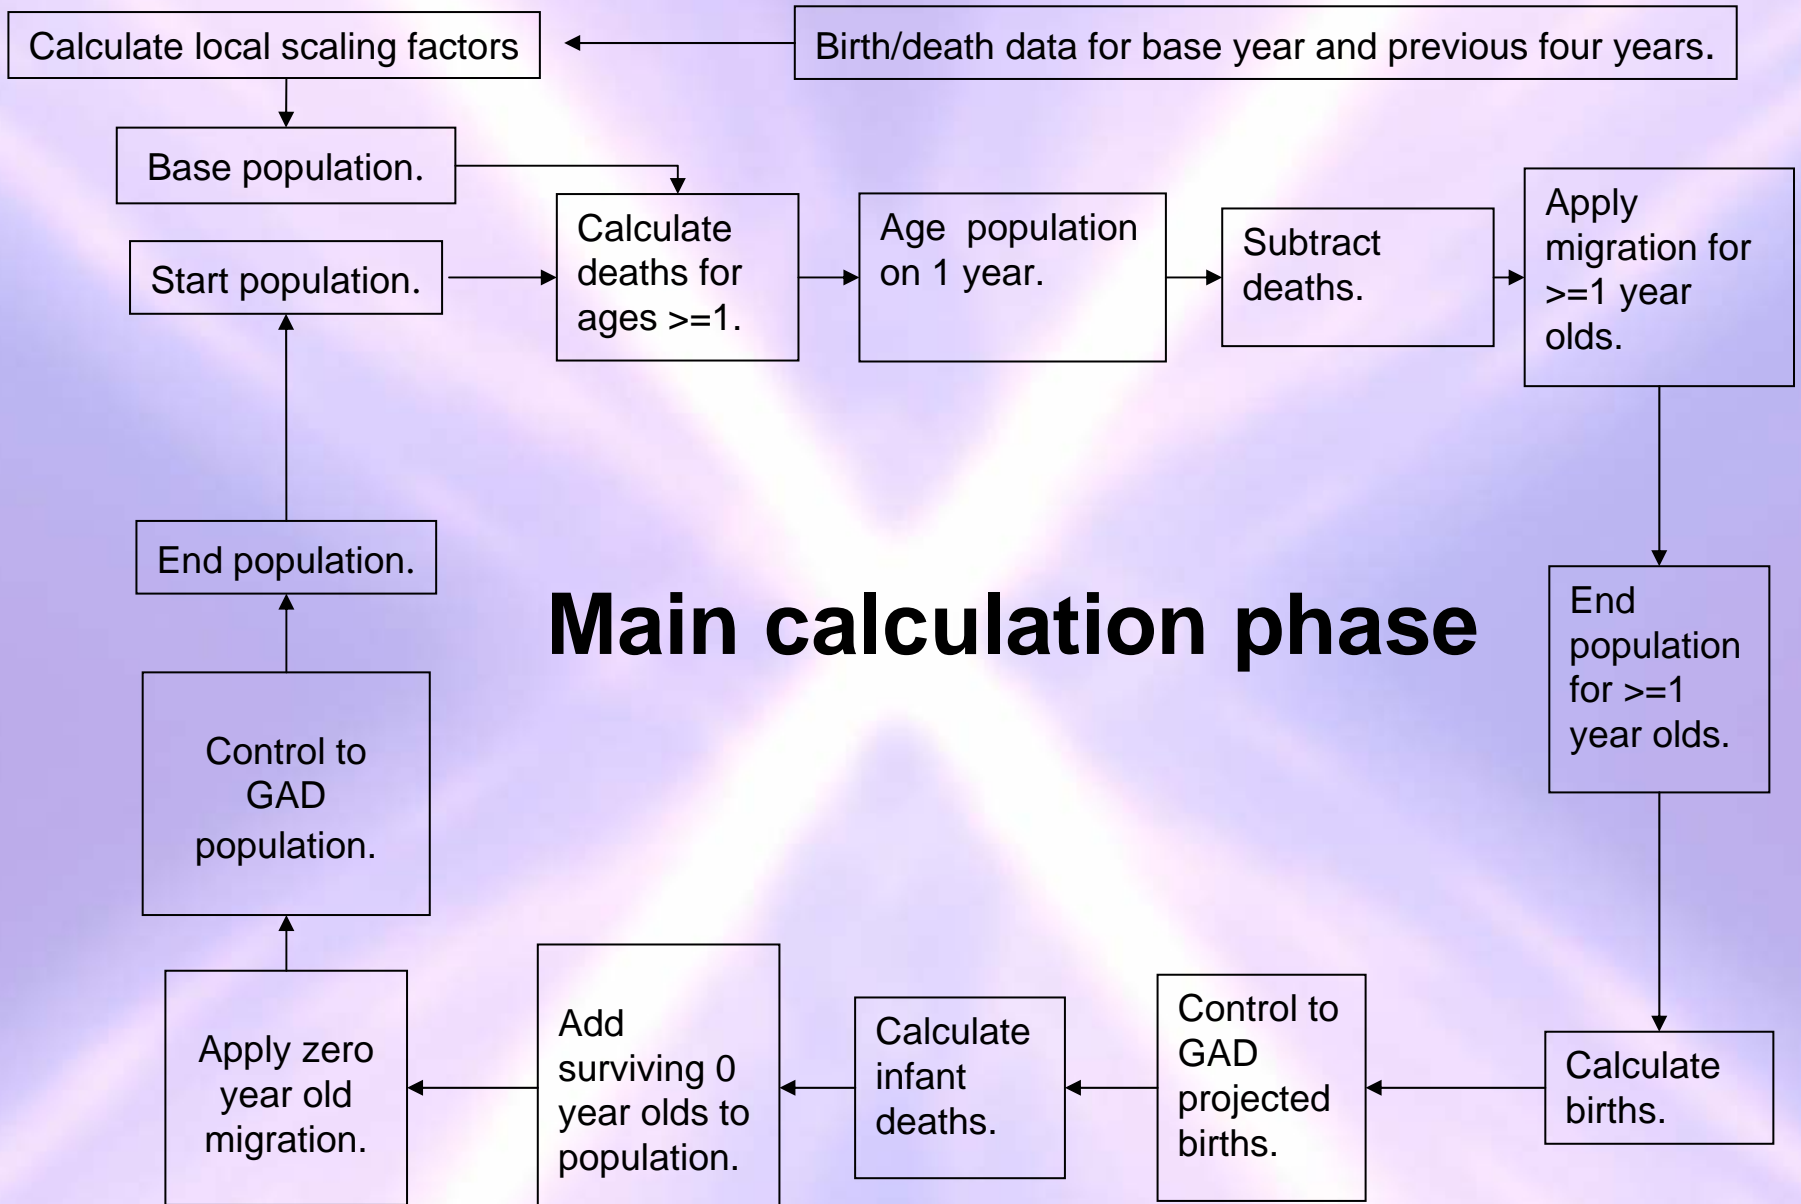 Calculate local scaling factors
Birth/death data for base year and previous four years.
Base population.
Start population.
Calculate
deaths for
ages >=1.
Age population
on 1 year.
Subtract
deaths.
Apply
migration for
>=1 year
olds.
End population.
Main calculation phase
End
population
for >=1
year olds.
Control to
GAD
population.
Apply zero
year old
migration.
Add
surviving 0
year olds to
population.
Calculate
infant
deaths.
Control to
GAD
projected
births.
Calculate
births.